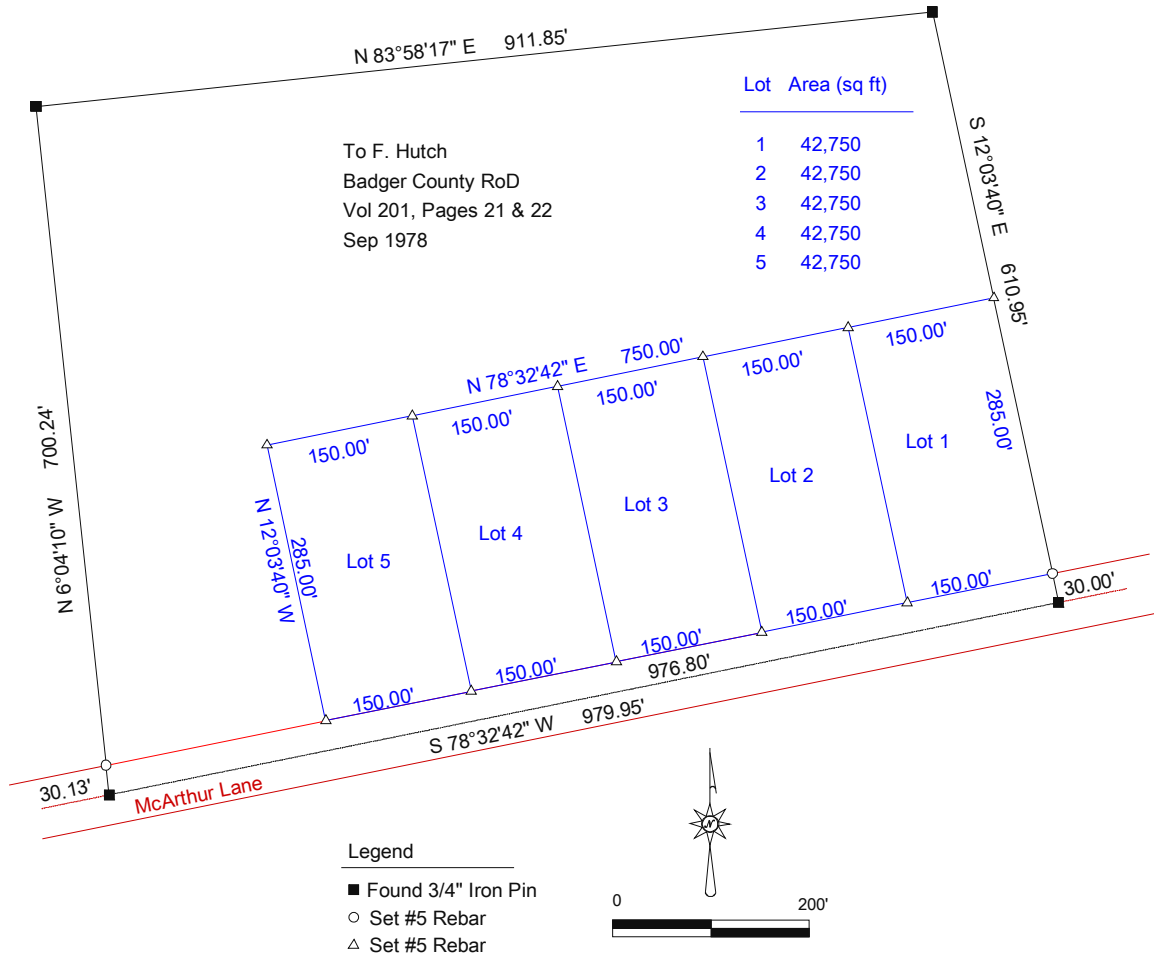 N 83°58'17" E 911.85'
Lot Area (sq ft)
1 42,750
2 42,750
3 42,750
4 42,750
5 42,750
To F. Hutch
Badger County RoD
Vol 201, Pages 21 & 22
Sep 1978
S 12°03'40" E 610.95'
N 6°04'10" W 700.24'
N 78°32'42" E 750.00'
150.00'
150.00'
150.00'
150.00'
150.00'
285.00'
Lot 1
Lot 2
Lot 3
Lot 4
Lot 5
N 12°03'40" W
285.00'
150.00'
150.00'
150.00'
150.00'
150.00'
30.00'
976.80'
S 78°32'42" W 979.95'
30.13'
McArthur Lane
N
Legend
Found 3/4" Iron Pin
Set #5 Rebar
Set #5 Rebar
0 200'